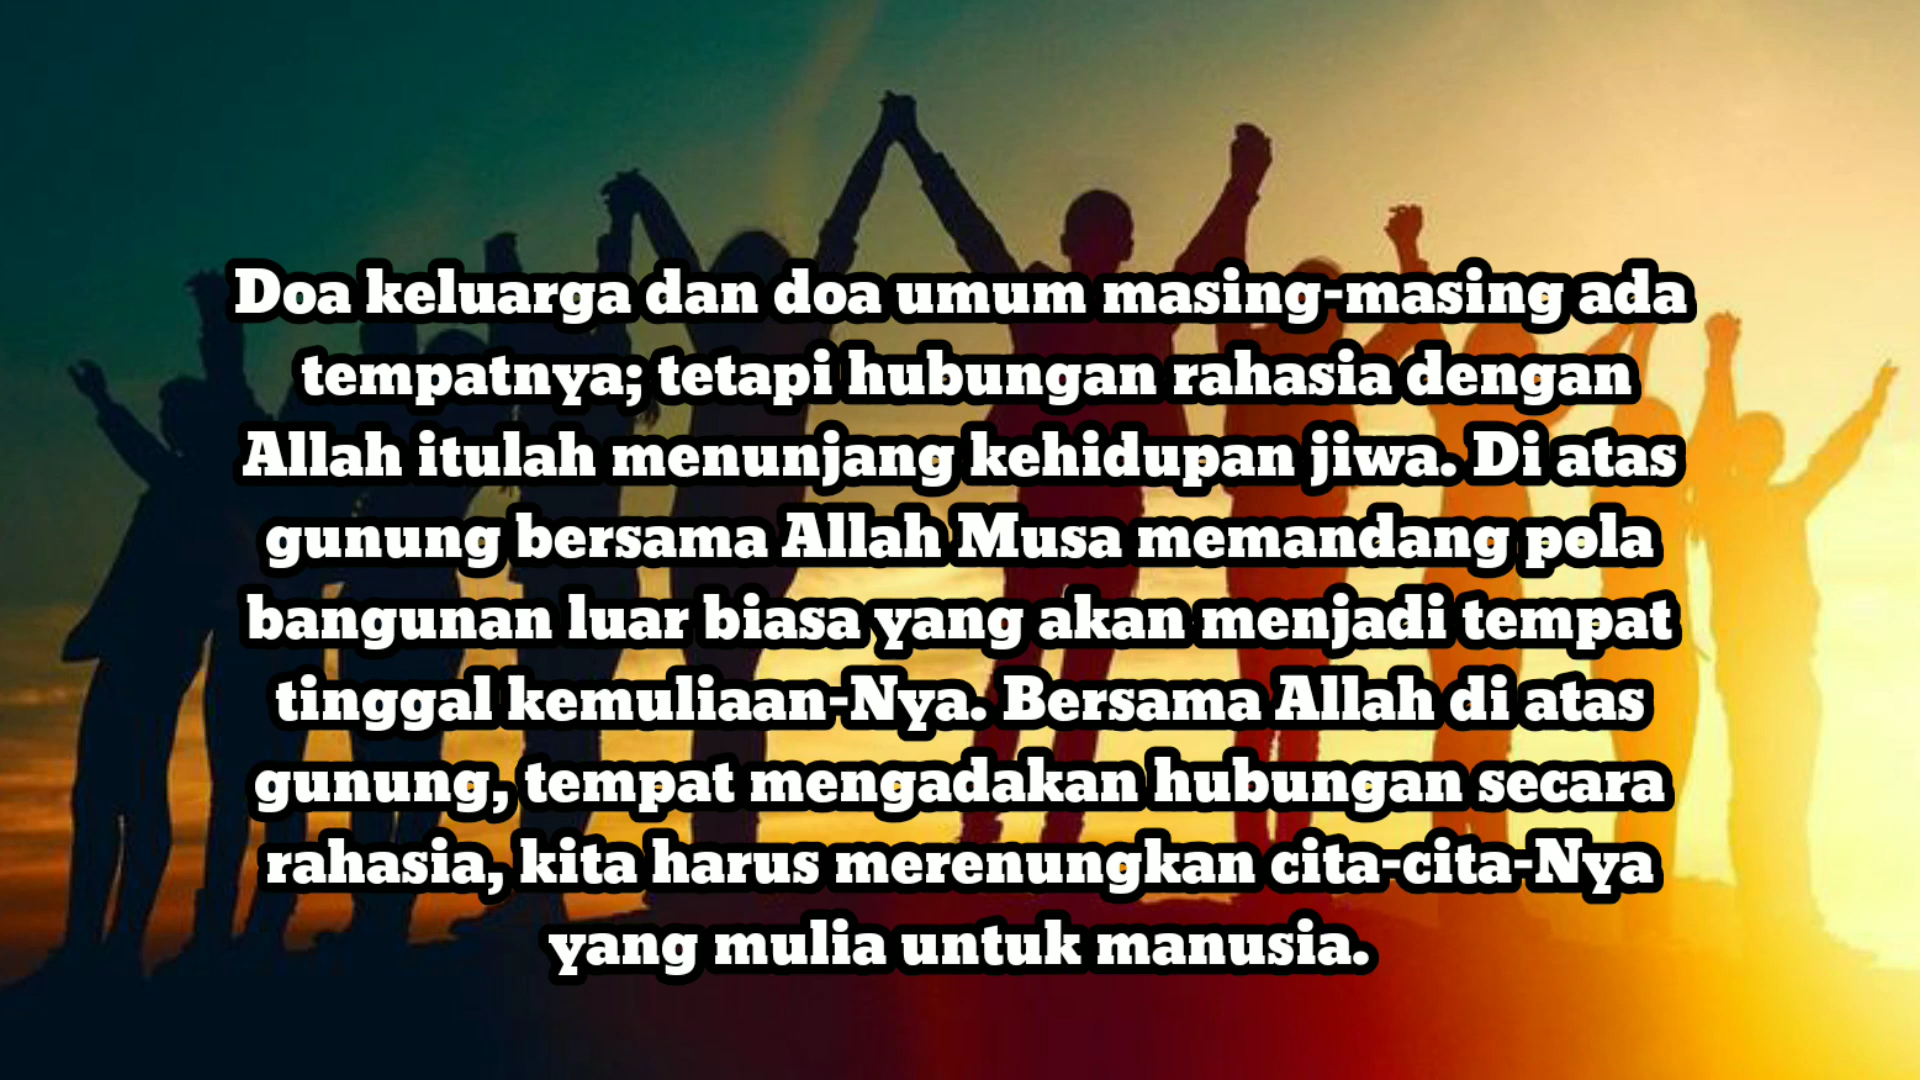 Doa keluarga dan doa umum masing-masing ada
tempatnya; tetapi hubungan rahasia dengan
Allah itulah menunjang kehidupan jiwa. Di atas
gunung bersama Allah Musa memandang pola
bangunan luar biasa yang akan menjadi tempat
tinggal kemuliaan-Nya. Bersama Allah di atas
gunung, tempat mengadakan hubungan secara
rahasia, kita harus merenungkan cita-cita-Nya
yang mulia untuk manusia.